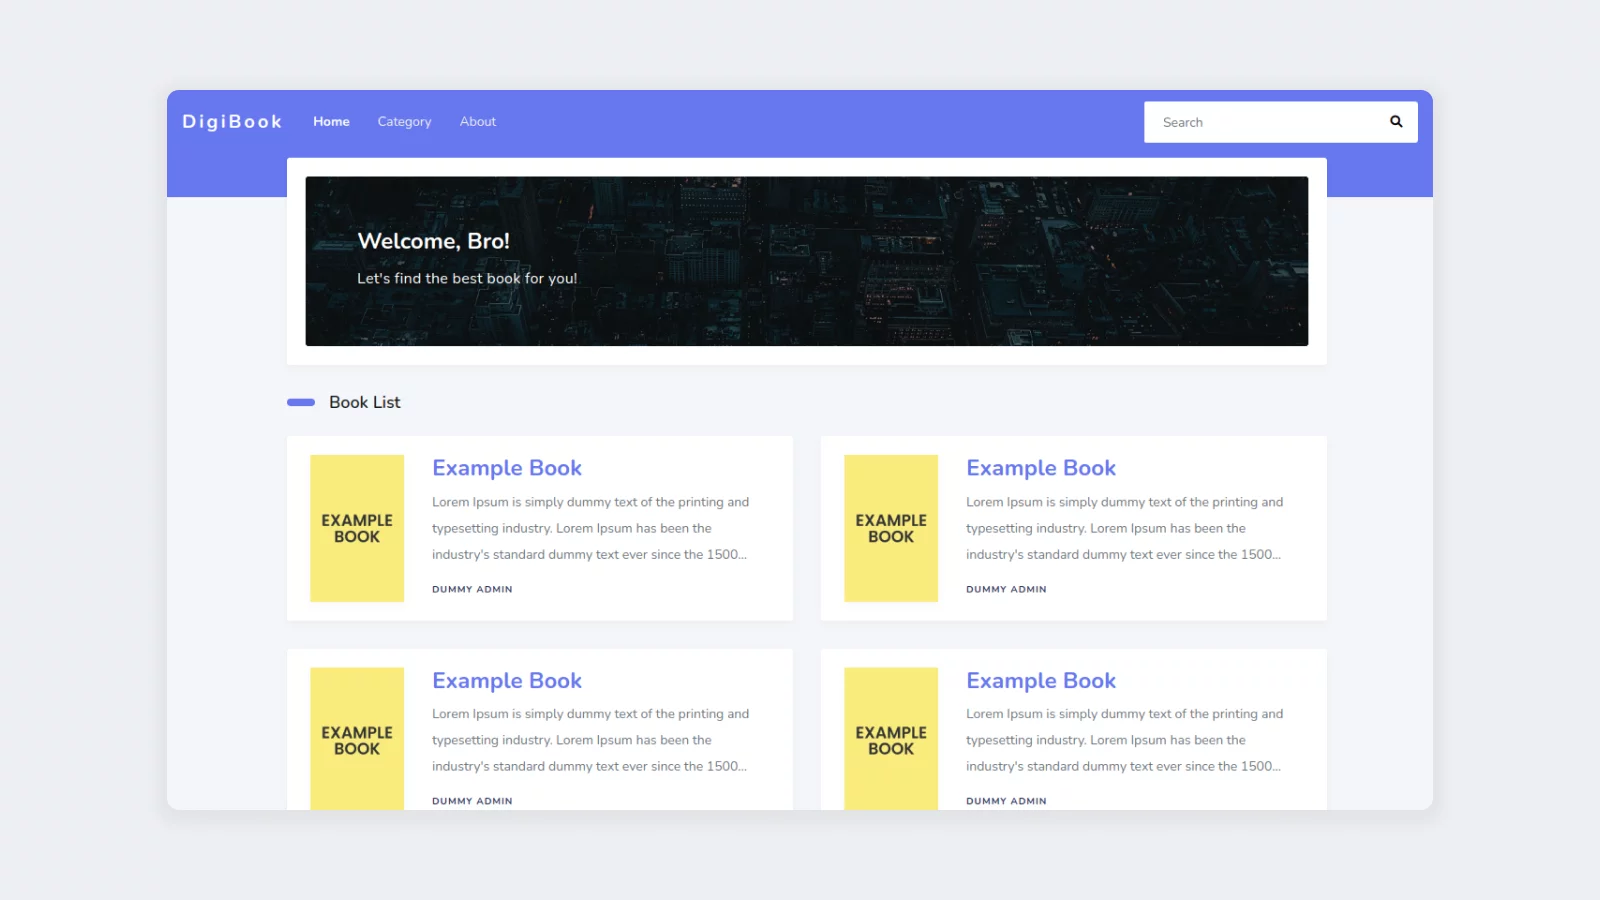 DigiBook Home Category About Search
Welcome, Bro!
Let's find the best book for you!
Book List
EXAMPLE
BOOK
Example Book
Lorem Ipsum is simply dummy text of the printing and
typesetting industry. Lorem Ipsum has been the
industry's standard dummy text ever since the 1500...
DUMMY ADMIN
EXAMPLE
BOOK
Example Book
Lorem Ipsum is simply dummy text of the printing and
typesetting industry. Lorem Ipsum has been the
industry's standard dummy text ever since the 1500...
DUMMY ADMIN
EXAMPLE
BOOK
Example Book
Lorem Ipsum is simply dummy text of the printing and
typesetting industry. Lorem Ipsum has been the
industry's standard dummy text ever since the 1500...
DUMMY ADMIN
EXAMPLE
BOOK
Example Book
Lorem Ipsum is simply dummy text of the printing and
typesetting industry. Lorem Ipsum has been the
industry's standard dummy text ever since the 1500...
DUMMY ADMIN